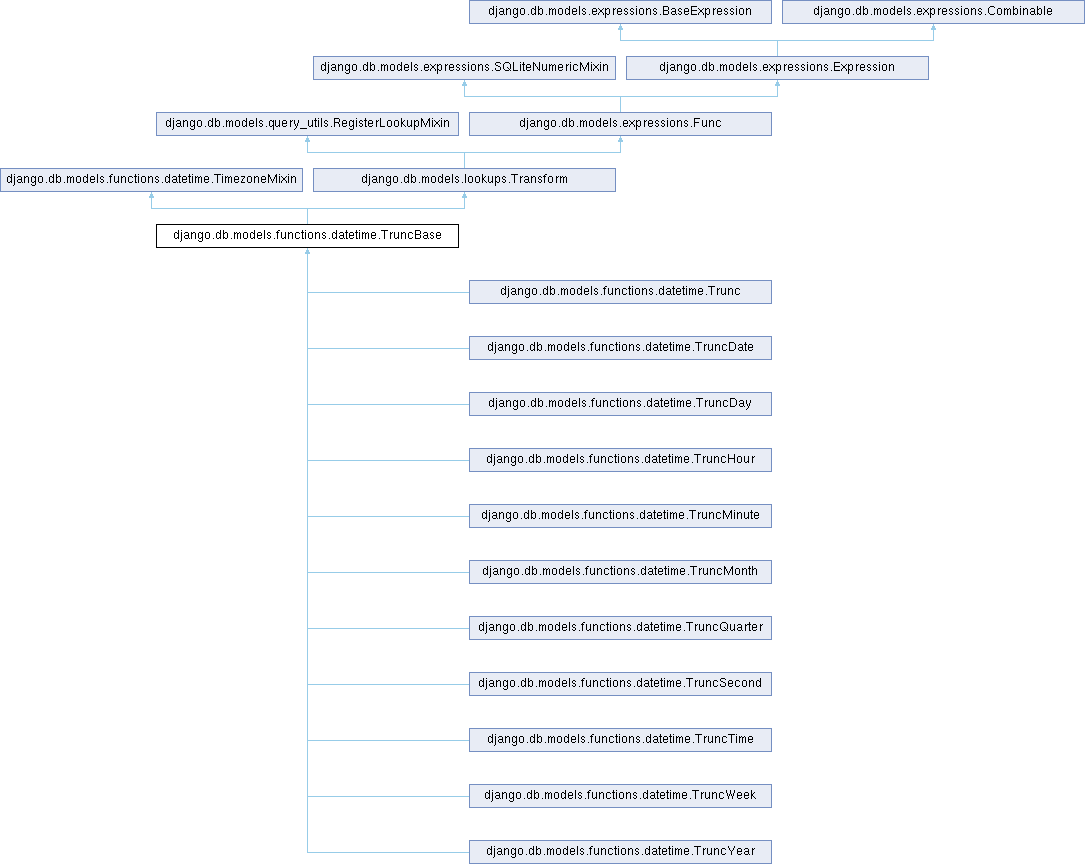 django.db.models.expressions.BaseExpression
django.db.models.expressions.Combinable
django.db.models.expressions.SQLiteNumericMixin
django.db.models.expressions.Expression
django.db.models.query_utils.RegisterLookupMixin
django.db.models.expressions.Func
django.db.models.functions.datetime.TimezoneMixin
django.db.models.lookups.Transform
django.db.models.functions.datetime.TruncBase
django.db.models.functions.datetime.Trunc
django.db.models.functions.datetime.TruncDate
django.db.models.functions.datetime.TruncDay
django.db.models.functions.datetime.TruncHour
django.db.models.functions.datetime.TruncMinute
django.db.models.functions.datetime.TruncMonth
django.db.models.functions.datetime.TruncQuarter
django.db.models.functions.datetime.TruncSecond
django.db.models.functions.datetime.TruncTime
django.db.models.functions.datetime.TruncWeek
django.db.models.functions.datetime.TruncYear